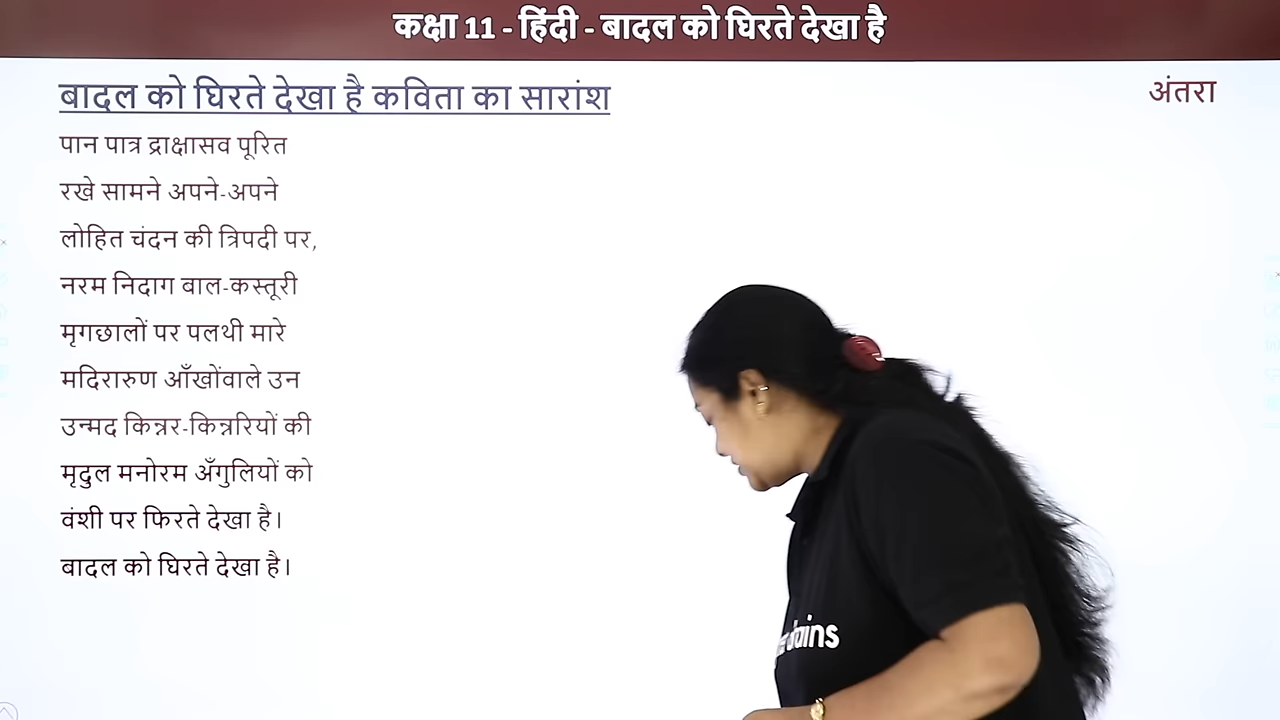 कक्षा 11 - हिंदी - बादल को घिरते देखा है
बादल को घिरते देखा है कविता का सारांश
अंतरा
पान पात्र द्राक्षासव पूरित
रखे सामने अपने-अपने
लोहित चंदन की त्रिपदी पर,
नरम निदाग बाल-कस्तूरी
मृगछालों पर पलथी मारे
मदिरारुण आँखोंवाले उन
उन्मद किन्नर-किन्नरियों की
मृदुल मनोरम अँगुलियों को
वंशी पर फिरते देखा है।
बादल को घिरते देखा है।